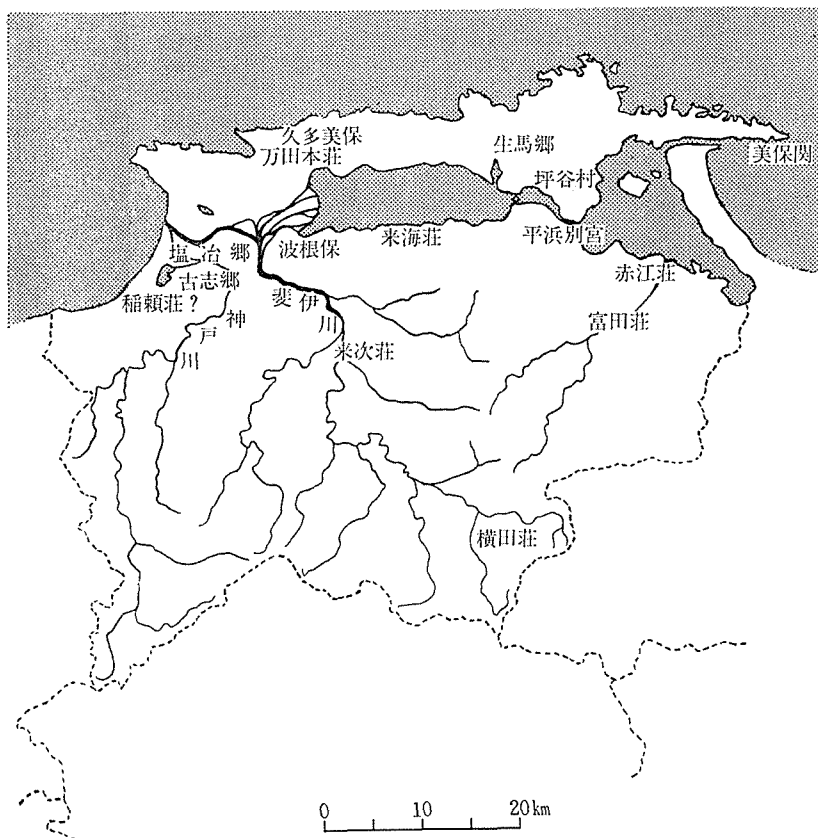 久多美保
万田本荘
生馬郷
坪谷村
美保関
塩冶郷
波根保
来海荘
平浜別宮
古志郷
稲頼荘？
斐伊川
赤江荘
富田荘
神戸川
来次荘
横田荘
0 10 20km